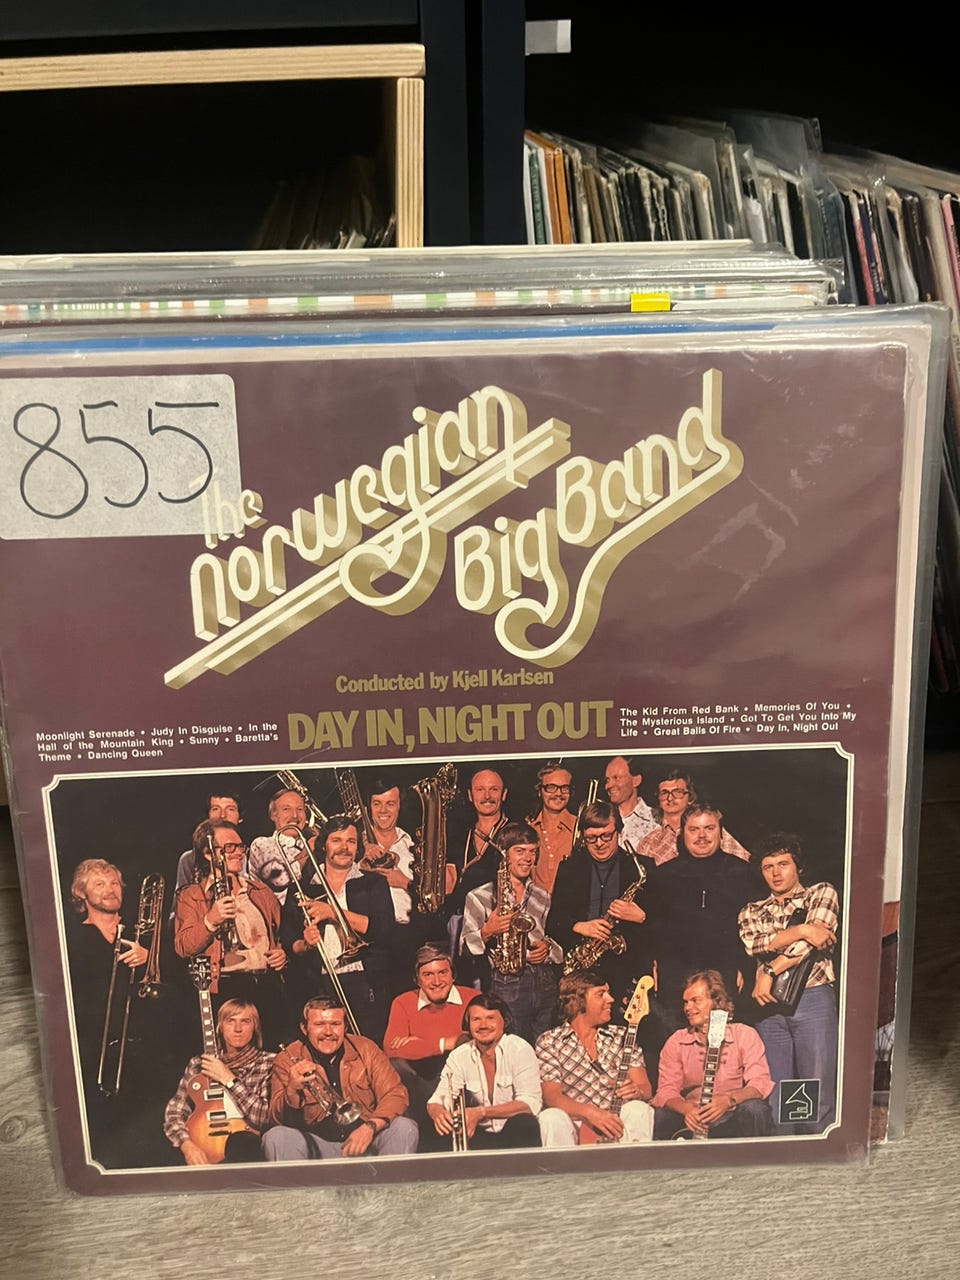 855
The
Norwegian
Big Band
Conducted by Kjell Karlsen
DAY IN, NIGHT OUT
Moonlight Serenade • Judy In Disguise • In the
Hall of the Mountain King • Sunny • Baretta's
Theme • Dancing Queen
The Kid From Red Bank • Memories Of You •
The Mysterious Island • Got To Get You Into My
Life • Great Balls Of Fire • Day In, Night Out